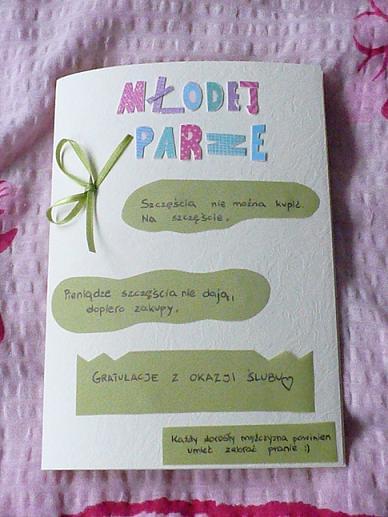 MŁODEJ
PARZE
Szczęścia nie można kupić.
Na szczęście.
Pieniądze szczęścia nie dają,
dopiero zakupy.
GRATULACJE Z OKAZJI ŚLUBU♡
Każdy dorosły mężczyzna powinien
umieć zebrać pranie :)